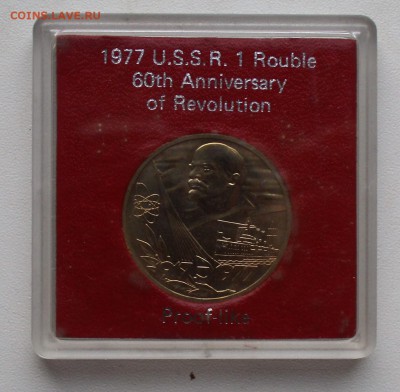 COINS.LAVE.RU
1977 U.S.S.R. 1 Rouble
60th Anniversary
of Revolution
Proof-like